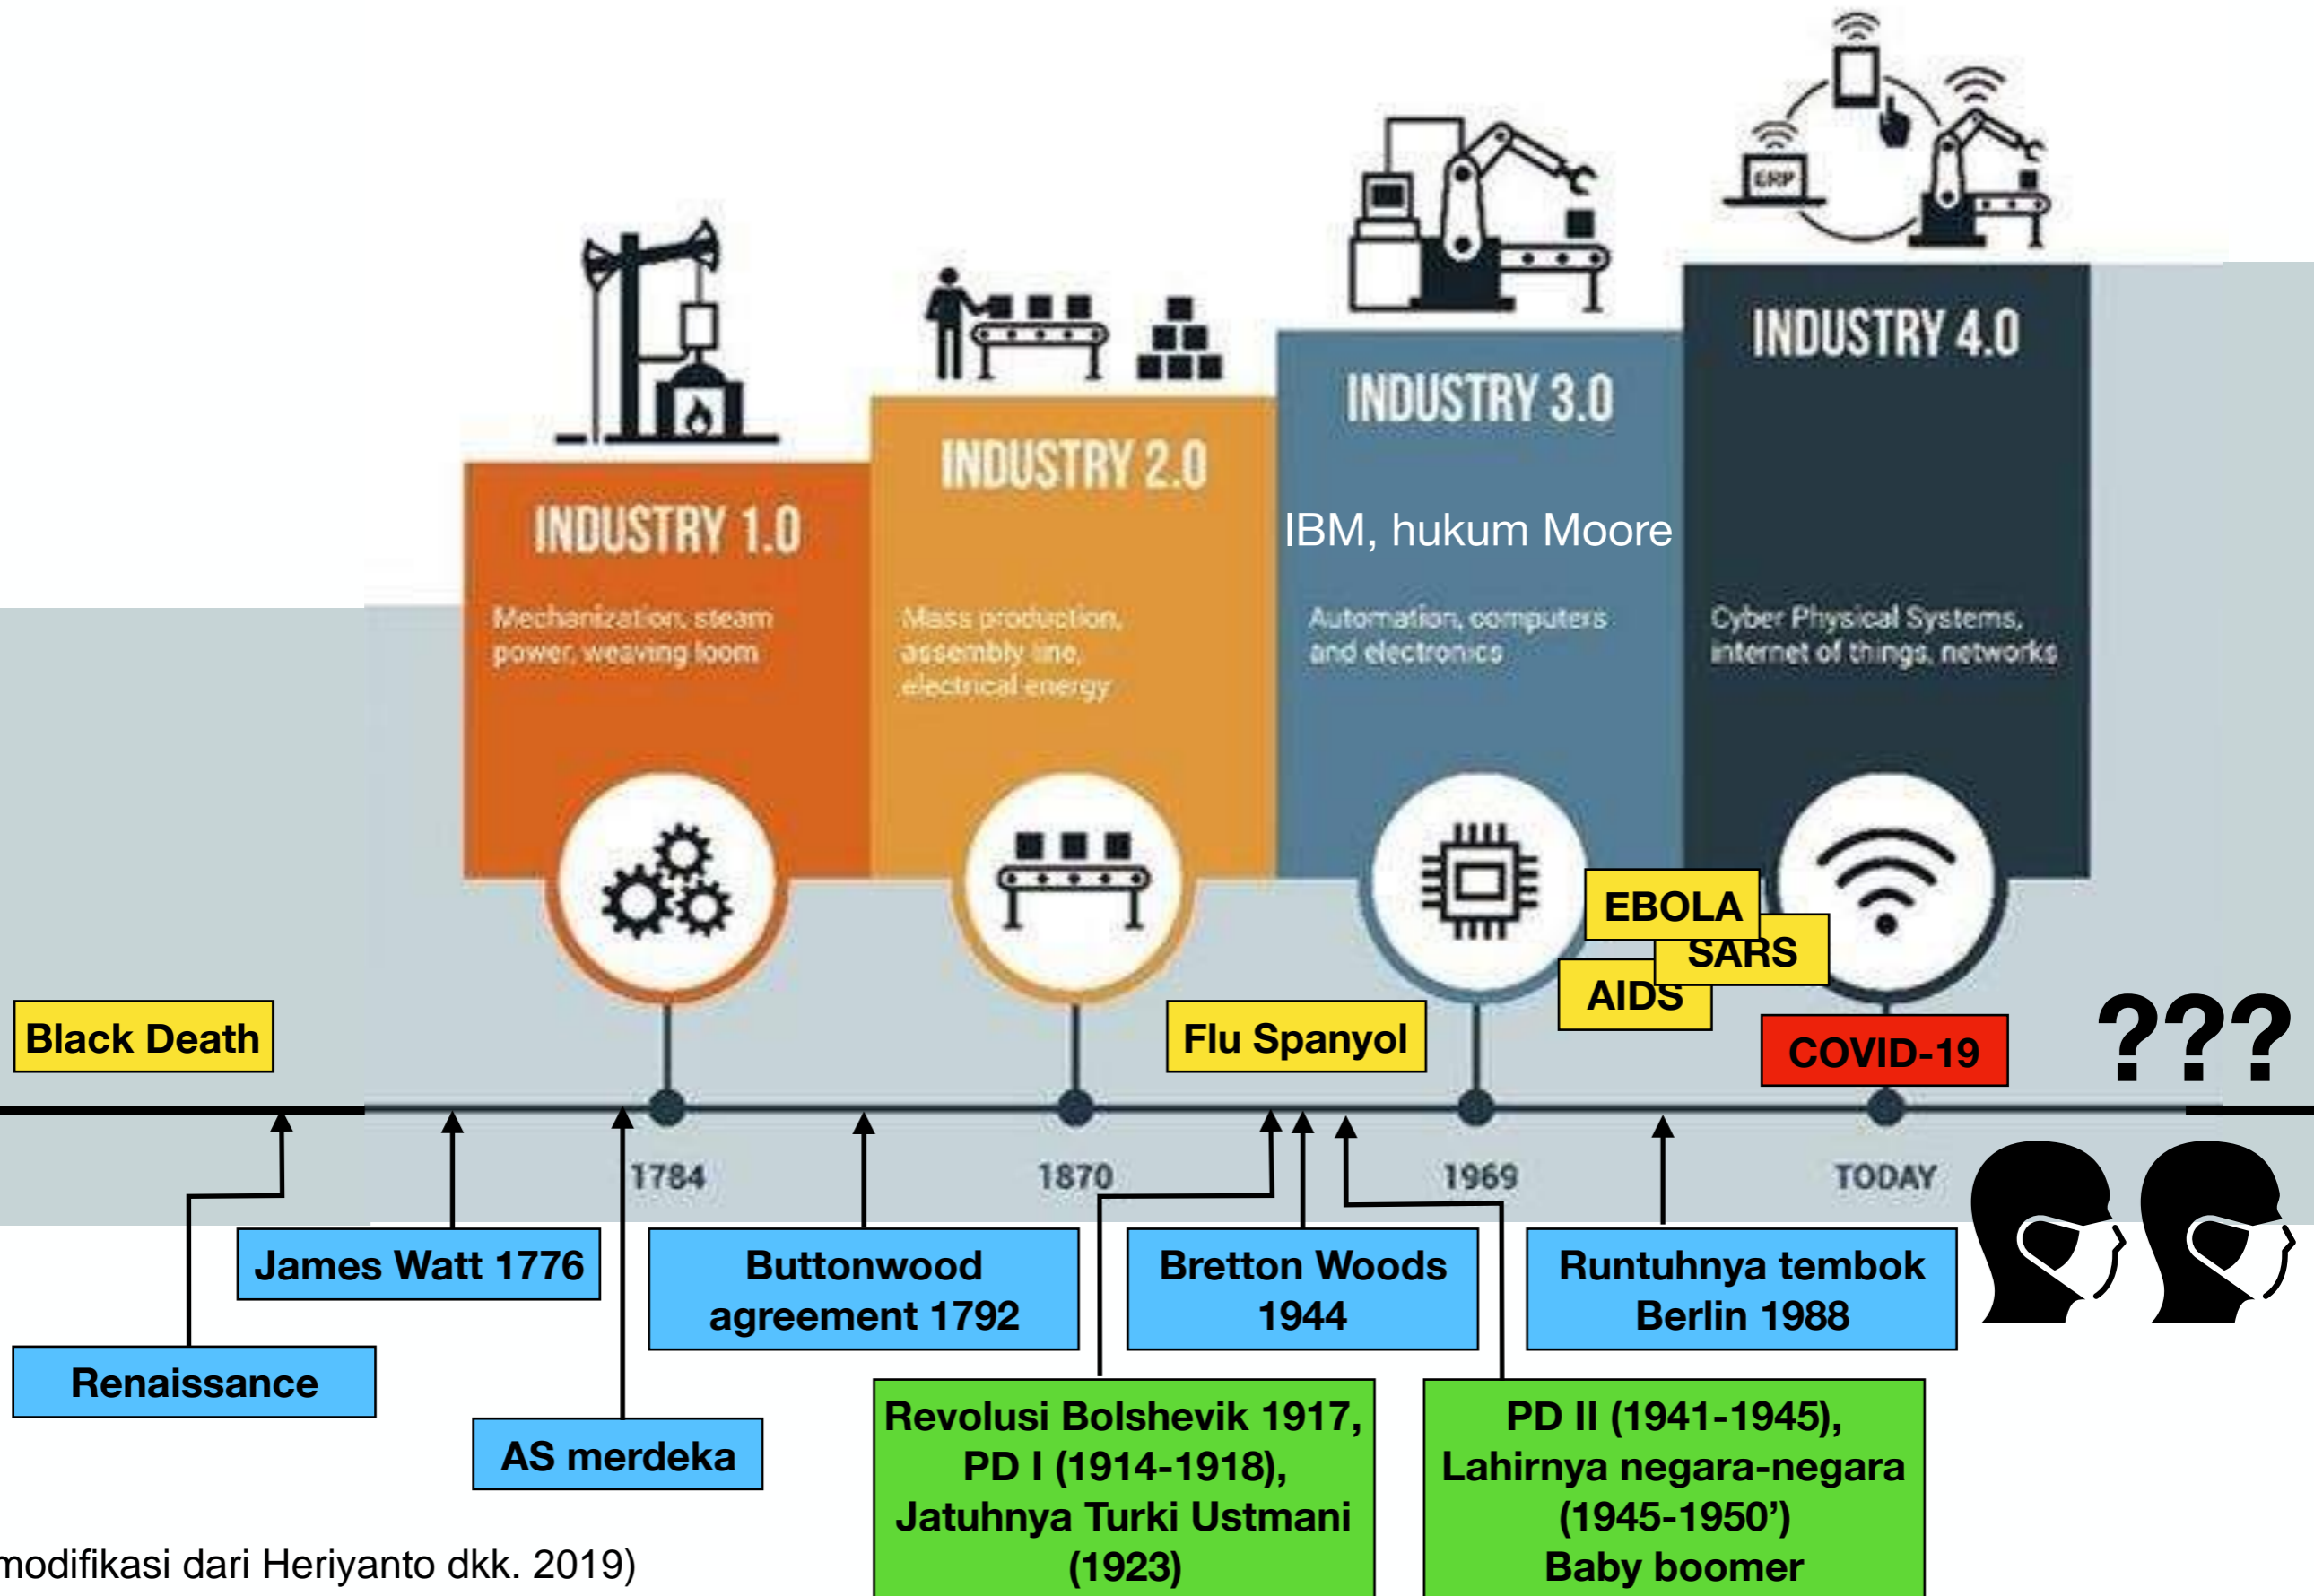 ERP
INDUSTRY 4.0
INDUSTRY 3.0
INDUSTRY 2.0
INDUSTRY 1.0
IBM, hukum Moore
Mechanization, steam
power, weaving loom
Mass production,
assembly line,
electrical energy
Automation, computers
and electronics
Cyber Physical Systems,
internet of things, networks
EBOLA
SARS
AIDS
Black Death
Flu Spanyol
COVID-19
???
1784
1870
1969
TODAY
James Watt 1776
Buttonwood
agreement 1792
Bretton Woods
1944
Runtuhnya tembok
Berlin 1988
Renaissance
AS merdeka
Revolusi Bolshevik 1917,
PD I (1914-1918),
Jatuhnya Turki Ustmani
(1923)
PD II (1941-1945),
Lahirnya negara-negara
(1945-1950’)
Baby boomer
modifikasi dari Heriyanto dkk. 2019)